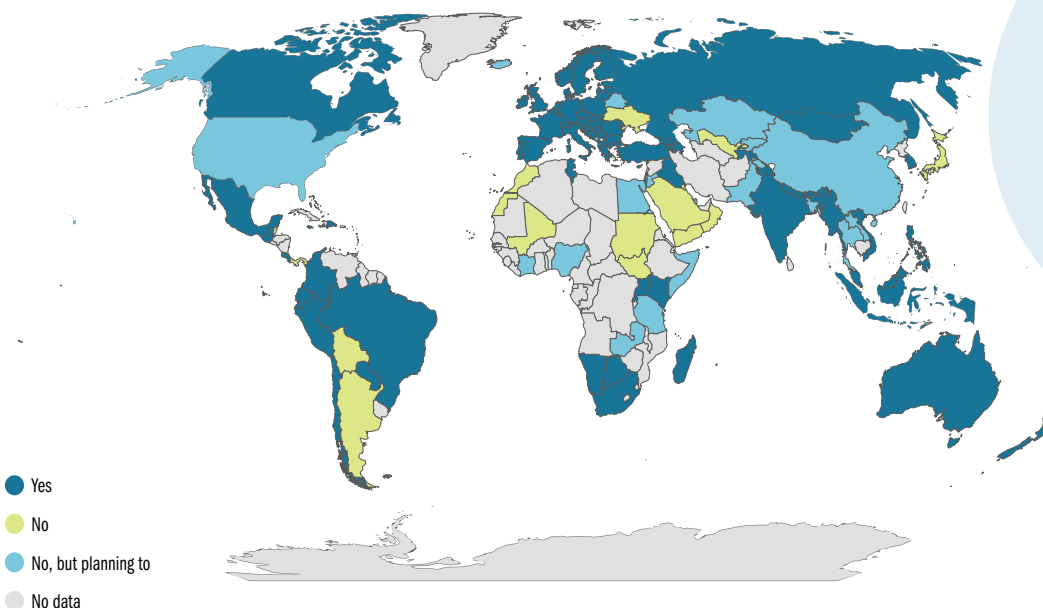 Yes
No
No, but planning to
No data